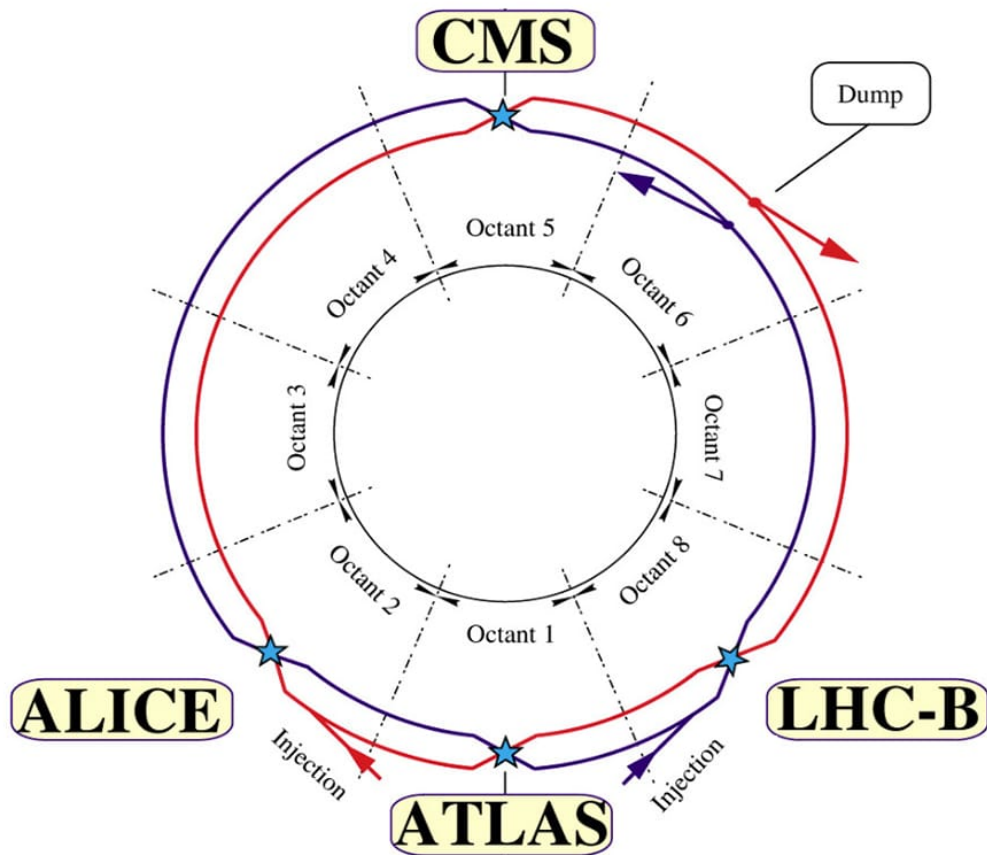 CMS
Dump
Octant 5
Octant 4
Octant 6
Octant 3
Octant 7
Octant 2
Octant 8
Octant 1
ALICE
LHC-B
Injection
Injection
ATLAS